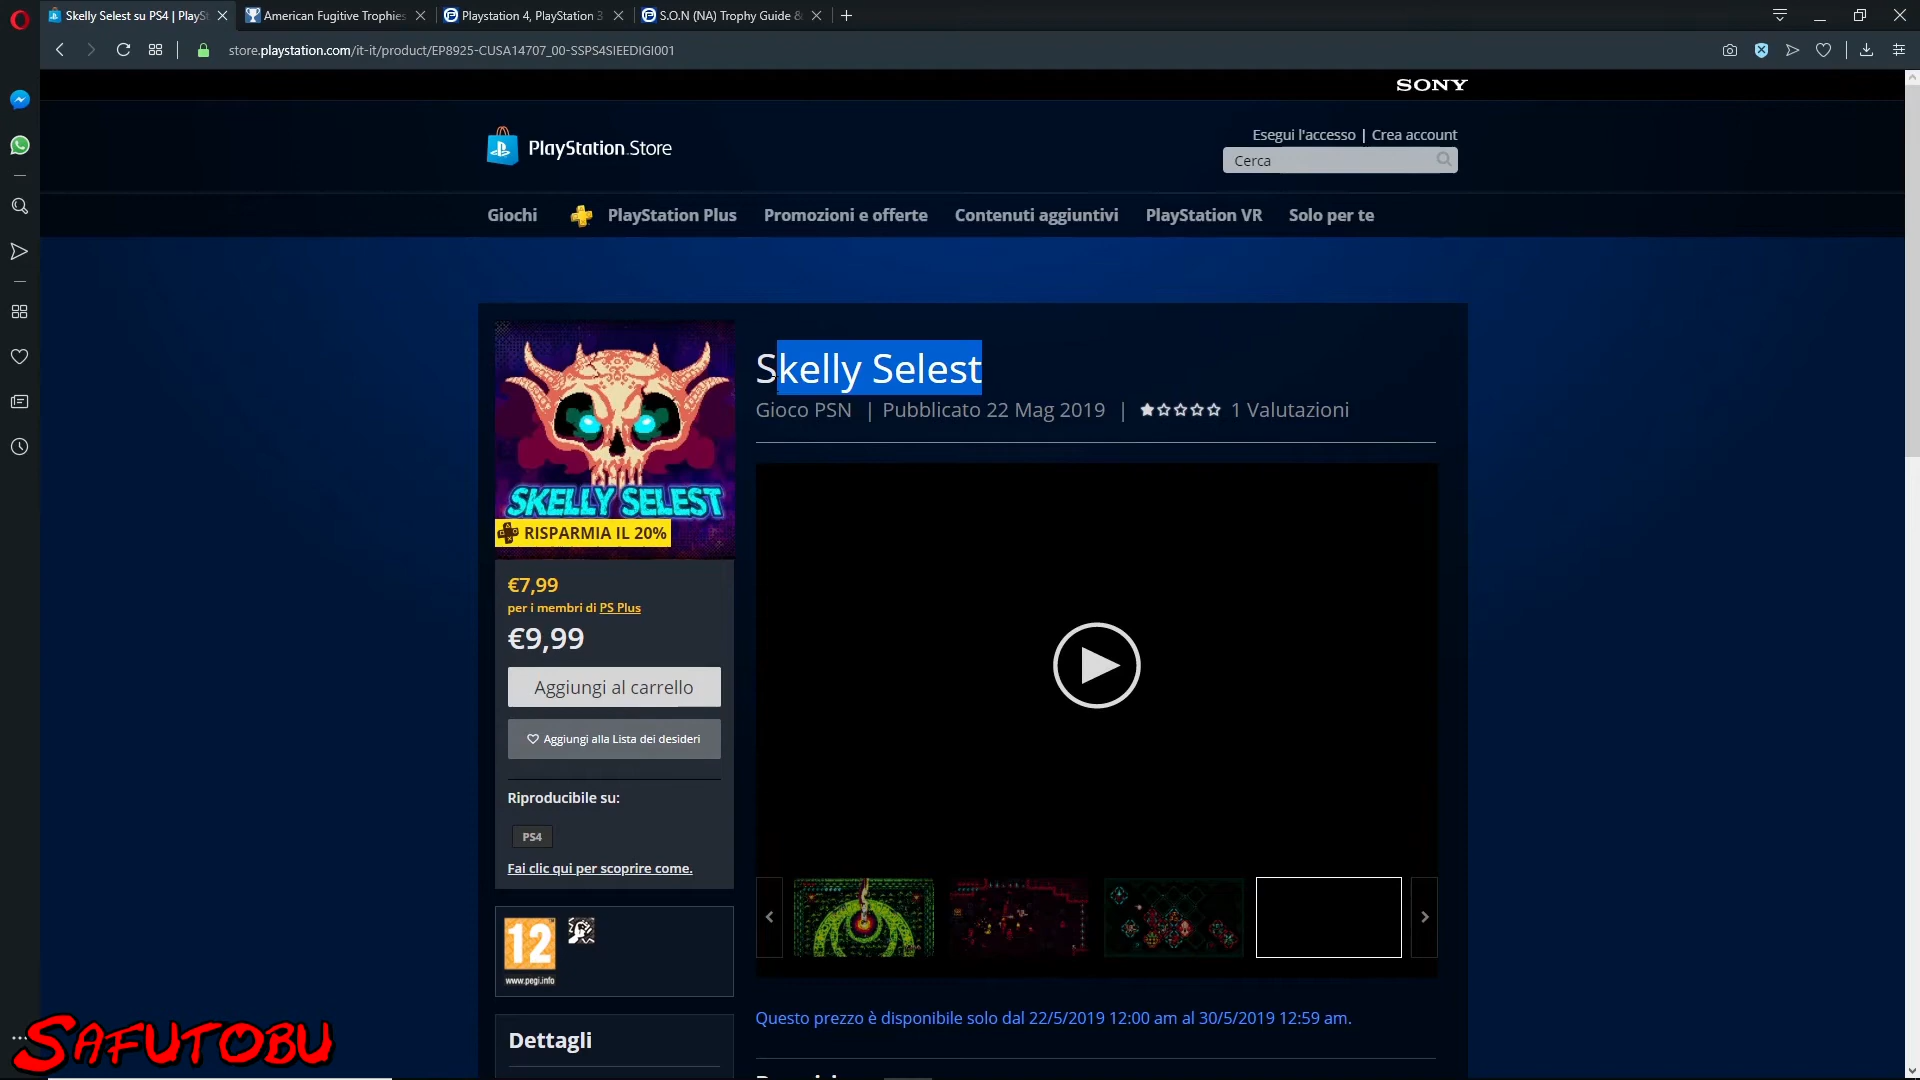 Skelly Selest su PS4 | PlaySt
American Fugitive Trophies
Playstation 4, PlayStation 3
S.O.N (NA) Trophy Guide &
store.playstation.com/it-it/product/EP8925-CUSA14707_00-SSPS4SIEEDIGI001
SONY
PlayStation.Store
Esegui l'accesso | Crea account
Cerca
Giochi
PlayStation Plus
Promozioni e offerte
Contenuti aggiuntivi
PlayStation VR
Solo per te
SKELLY SELEST
RISPARMIA IL 20%
€7,99
per i membri di PS Plus
€9,99
Aggiungi al carrello
Aggiungi alla Lista dei desideri
Riproducibile su:
PS4
Fai clic qui per scoprire come.
12
www.pegi.info
Dettagli
Skelly Selest
Gioco PSN | Pubblicato 22 Mag 2019 | 1 Valutazioni
Questo prezzo è disponibile solo dal 22/5/2019 12:00 am al 30/5/2019 12:59 am.
SAFUTOBU